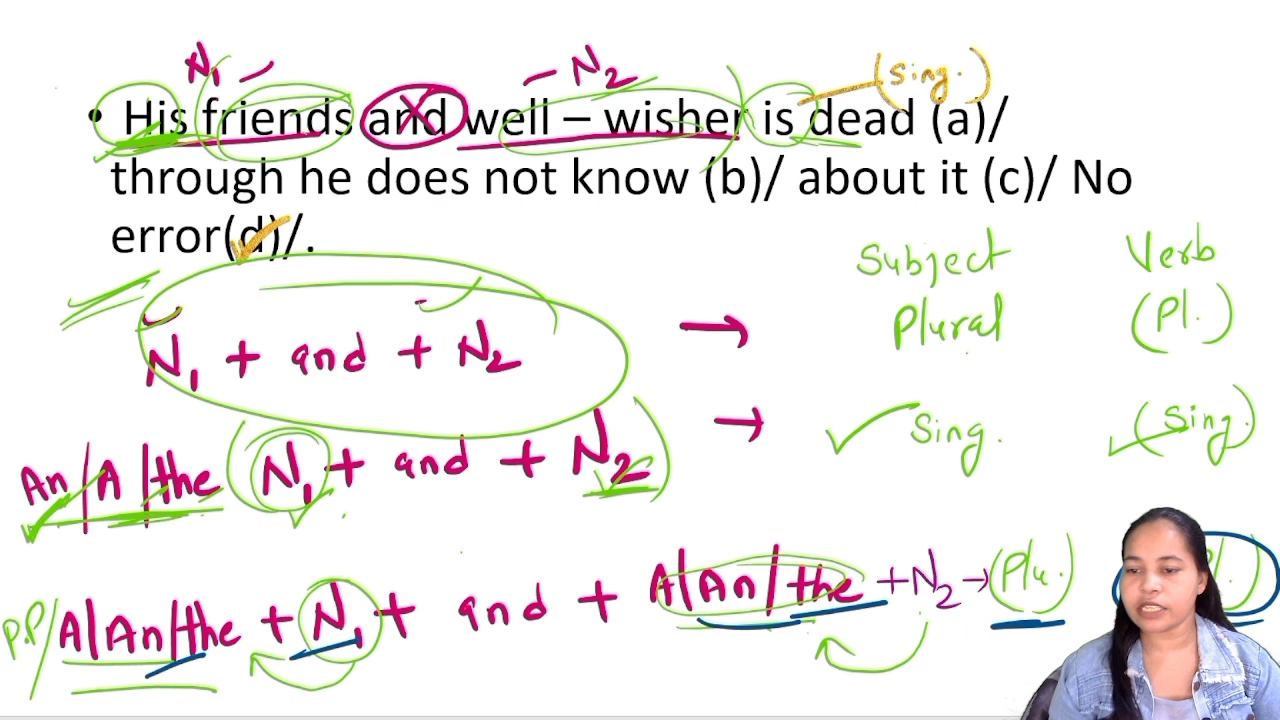 N1 - N2 (Sing.)
• His friends and well – wisher is dead (a)/
through he does not know (b)/ about it (c)/ No
error(d)/.
Subject Verb
Plural (Pl.)
N1 + and + N2 →
An/A/the (N1 + and + N2) → Sing. (Sing.)
P.P/A/An/the + N1 + and + A/An/the + N2 → (Plu.)